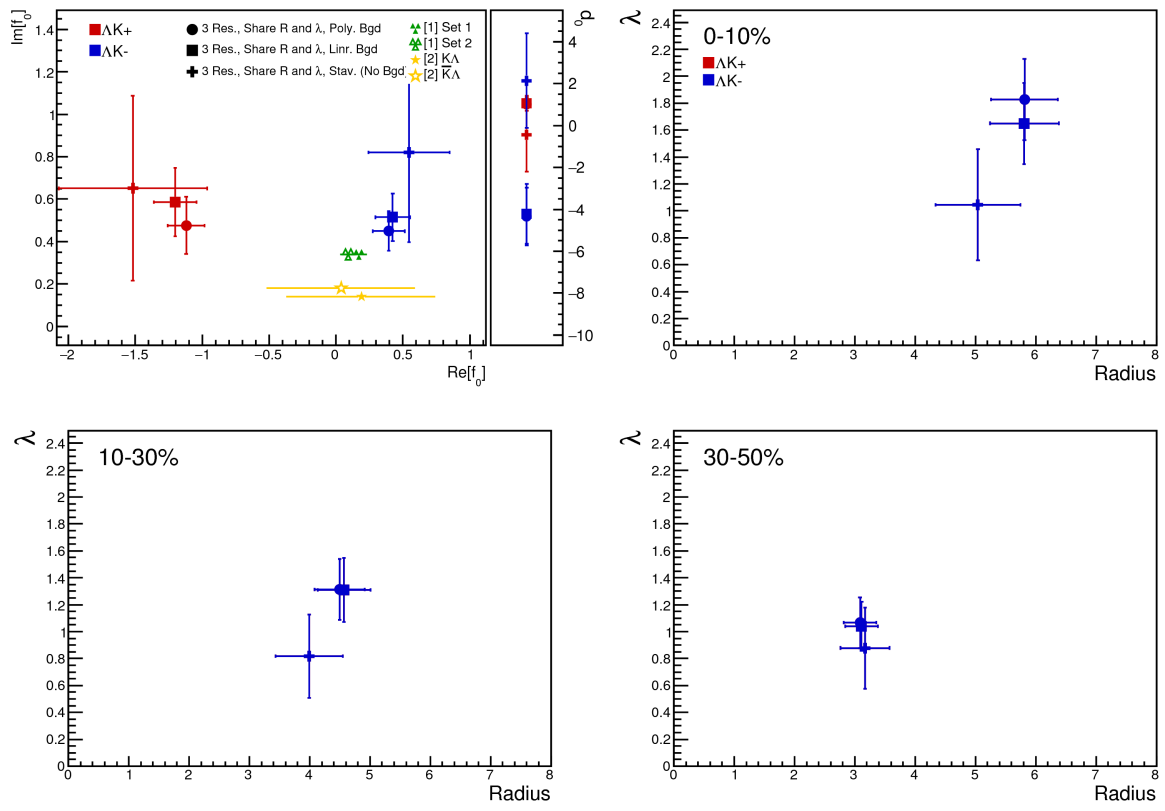 Im[f0]
1.4
1.2
1
0.8
0.6
0.4
0.2
0
−2
−1.5
−1
−0.5
0
0.5
1
Re[f0]
ΛK+
ΛK-
3 Res., Share R and λ, Poly. Bgd
3 Res., Share R and λ, Linr. Bgd
3 Res., Share R and λ, Stav. (No Bgd)
[1] Set 1
[1] Set 2
[2] KΛ
[2] K̅Λ
d0
4
2
0
−2
−4
−6
−8
−10
λ
2.4
2.2
2
1.8
1.6
1.4
1.2
1
0.8
0.6
0.4
0.2
0
0-10%
ΛK+
ΛK-
0 1 2 3 4 5 6 7 8
Radius
λ
2.4
2.2
2
1.8
1.6
1.4
1.2
1
0.8
0.6
0.4
0.2
0
10-30%
0 1 2 3 4 5 6 7 8
Radius
λ
2.4
2.2
2
1.8
1.6
1.4
1.2
1
0.8
0.6
0.4
0.2
0
30-50%
0 1 2 3 4 5 6 7 8
Radius